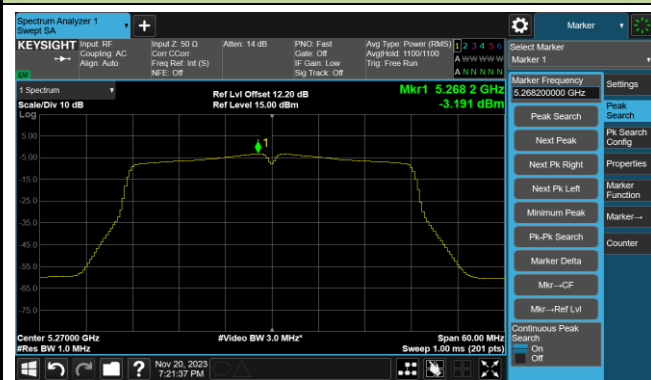 Spectrum Analyzer 1
Swept SA
+
Marker
KEYSIGHT Input: RF Input Z: 50 Ω Atten: 14 dB PNO: Fast Avg Type: Power (RMS) 1 2 3 4 5 6
Coupling: AC Corr CCorr Gate: Off Avg|Hold: 1100/1100 A W W W W W
Align: Auto Freq Ref: Int (S) IF Gain: Low Trig: Free Run
NFE: Off Sig Track: Off A N N N N N
LXI
Select Marker
Marker 1
1 Spectrum
Scale/Div 10 dB
Log
Ref Lvl Offset 12.20 dB
Ref Level 15.00 dBm
Mkr1 5.268 2 GHz
-3.191 dBm
5.00
-5.00
-15.0
-25.0
-35.0
-45.0
-55.0
-65.0
-75.0
1
Center 5.27000 GHz #Video BW 3.0 MHz* Span 60.00 MHz
#Res BW 1.0 MHz Sweep 1.00 ms (201 pts)
Marker Frequency
5.268200000 GHz
Peak Search
Next Peak
Next Pk Right
Next Pk Left
Minimum Peak
Pk-Pk Search
Marker Delta
Mkr→CF
Mkr→Ref Lvl
Continuous Peak
Search
On
Off
Settings
Peak
Search
Pk Search
Config
Properties
Marker
Function
Marker→
Counter
?
Nov 20, 2023
7:21:37 PM